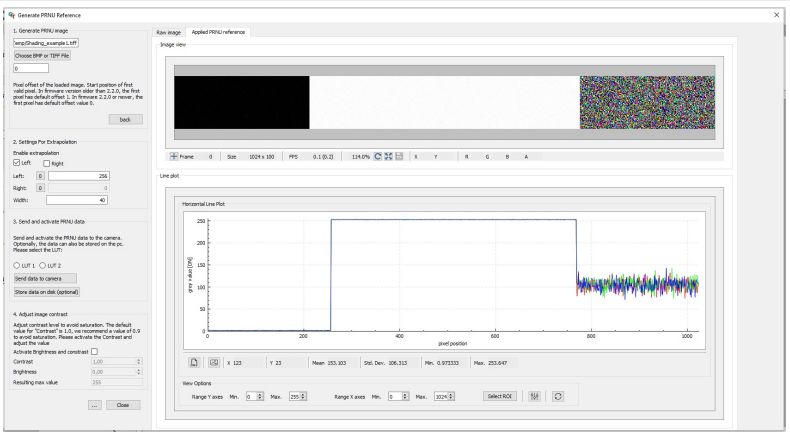 Generate PRNU Reference
1. Generate PRNU image
Choose BMP or TIFF File
0
Pixel offset of the loaded image. Start position of first
valid pixel. In firmware version older than 2.2.0, the first
pixel has default offset 1. In firmware 2.2.0 or newer, the
first pixel has default offset value 0.
back
2. Settings For Extrapolation
Enable extrapolation
Left Right
Left: 0 256
Right: 0 0
Width: 40
3. Send and activate PRNU data
Send and activate the PRNU data to the camera.
Optionally, the data can also be stored on the pc.
Please select the LUT:
LUT 1 LUT 2
Send data to camera
Store data on disk (optional)
4. Adjust image contrast
Adjust contrast level to avoid saturation. The default
value for "Contrast" is 1.0, we recommend a value of 0.9
to avoid saturation. Please activate the Contrast and
adjust the value
Activate Brightness and constrast
Contrast 1,00
Brightness 0,00
Resulting max value 255
... Close
Raw image Applied PRNU reference
Image view
Frame 0 Size 1024 x 100 FPS 0.1 (0.2) 114.0% X Y R G B A
Line plot
Horizontal Line Plot
grey value [DN]
250
200
150
100
50
0
0 200 400 600 800 1000
pixel position
X 123 Y 23 Mean 153.103 Std. Dev. 106.313 Min. 0.973333 Max. 253.647
View Options
Range Y axes Min. 0 Max. 255 Range X axes Min. 0 Max. 1024 Select ROI